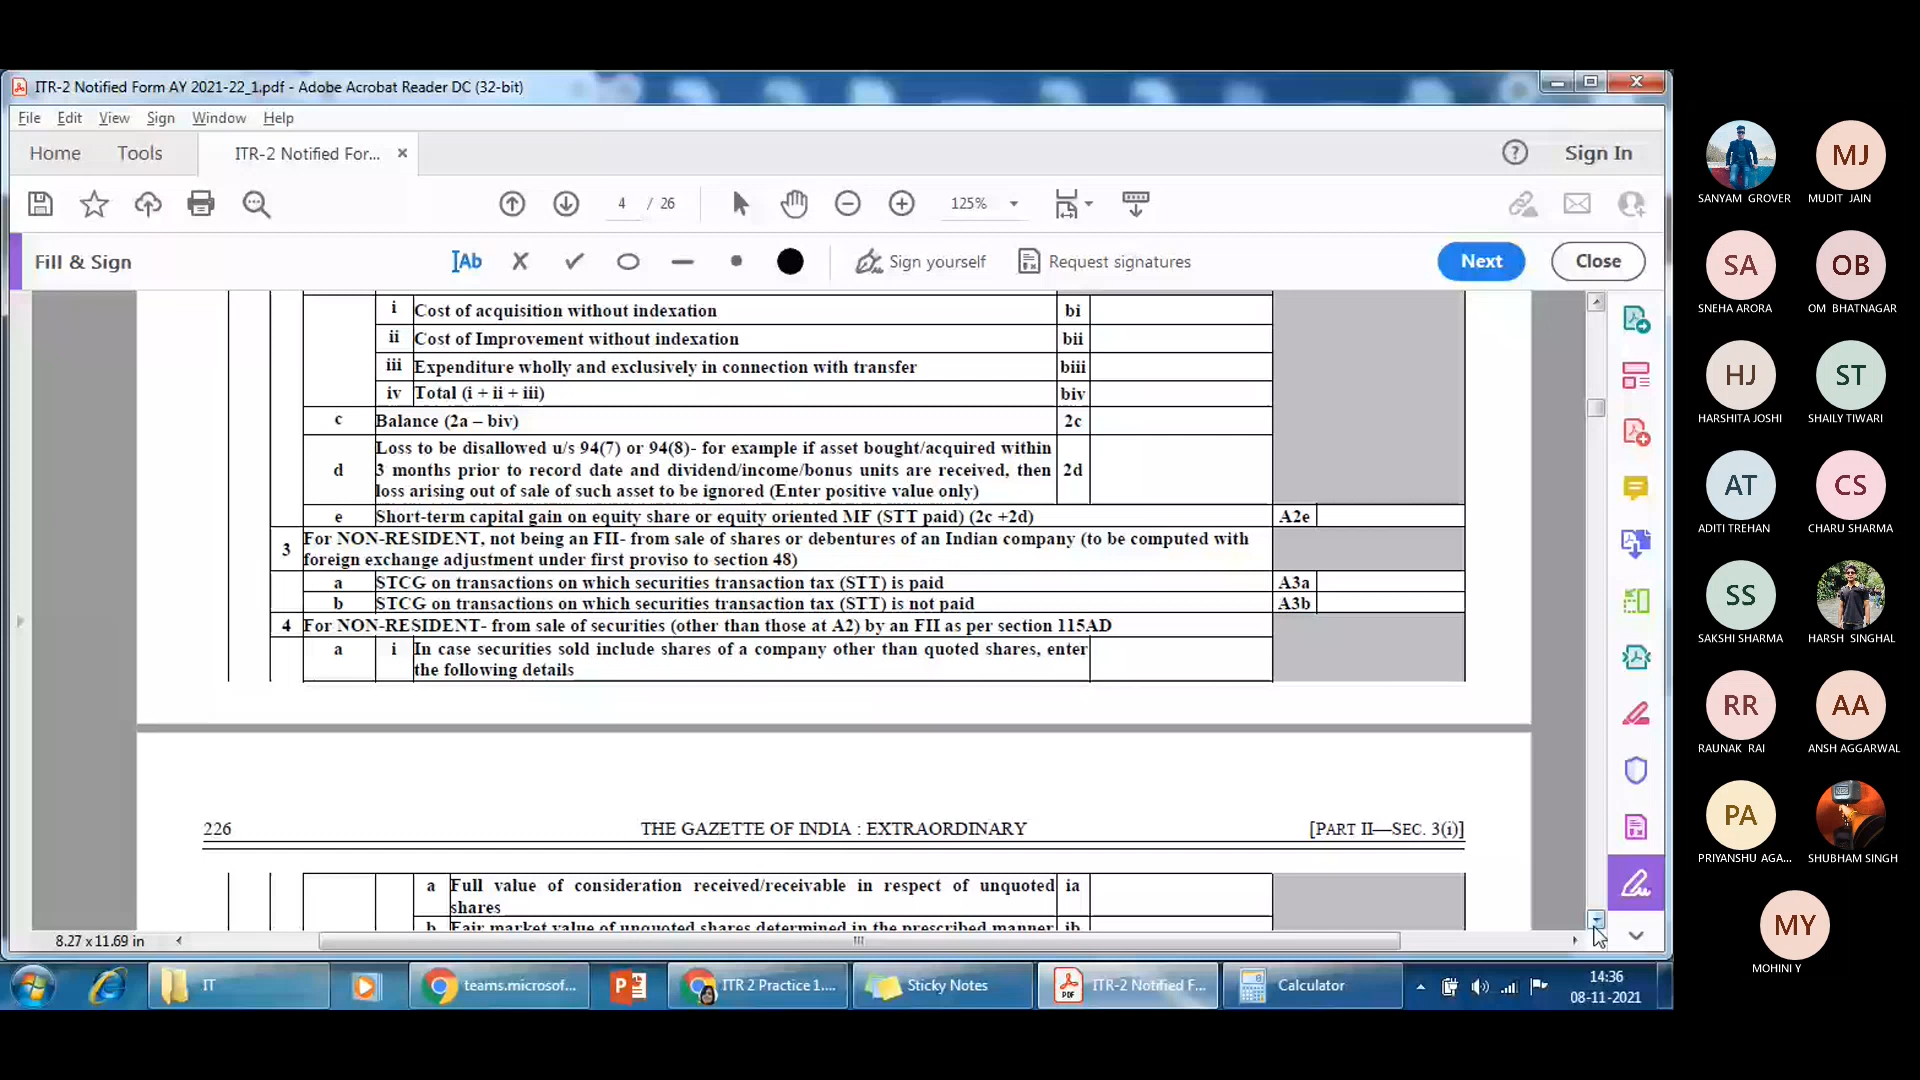 ITR-2 Notified Form AY 2021-22_1.pdf - Adobe Acrobat Reader DC (32-bit)
File Edit View Sign Window Help
Home Tools ITR-2 Notified For... × Sign In
4 / 26 125%
Fill & Sign Ab Sign yourself Request signatures Next Close
i Cost of acquisition without indexation bi
ii Cost of Improvement without indexation bii
iii Expenditure wholly and exclusively in connection with transfer biii
iv Total (i + ii + iii) biv
c Balance (2a – biv) 2c
Loss to be disallowed u/s 94(7) or 94(8)- for example if asset bought/acquired within
d 3 months prior to record date and dividend/income/bonus units are received, then 2d
loss arising out of sale of such asset to be ignored (Enter positive value only)
e Short-term capital gain on equity share or equity oriented MF (STT paid) (2c +2d) A2e
3 For NON-RESIDENT, not being an FII- from sale of shares or debentures of an Indian company (to be computed with
foreign exchange adjustment under first proviso to section 48)
a STCG on transactions on which securities transaction tax (STT) is paid A3a
b STCG on transactions on which securities transaction tax (STT) is not paid A3b
4 For NON-RESIDENT- from sale of securities (other than those at A2) by an FII as per section 115AD
a i In case securities sold include shares of a company other than quoted shares, enter
the following details
226 THE GAZETTE OF INDIA : EXTRAORDINARY [PART II—SEC. 3(i)]
a Full value of consideration received/receivable in respect of unquoted ia
shares
b Fair market value of unquoted shares determined in the prescribed manner ib
8.27 x 11.69 in
IT teams.microsof... ITR 2 Practice 1.... Sticky Notes ITR-2 Notified F... Calculator 14:36
08-11-2021
MJ
SANYAM GROVER MUDIT JAIN
SA OB
SNEHA ARORA OM BHATNAGAR
HJ ST
HARSHITA JOSHI SHAILY TIWARI
AT CS
ADITI TREHAN CHARU SHARMA
SS
SAKSHI SHARMA HARSH SINGHAL
RR AA
RAUNAK RAI ANSH AGGARWAL
PA
PRIYANSHU AGA... SHUBHAM SINGH
MY
MOHINI Y